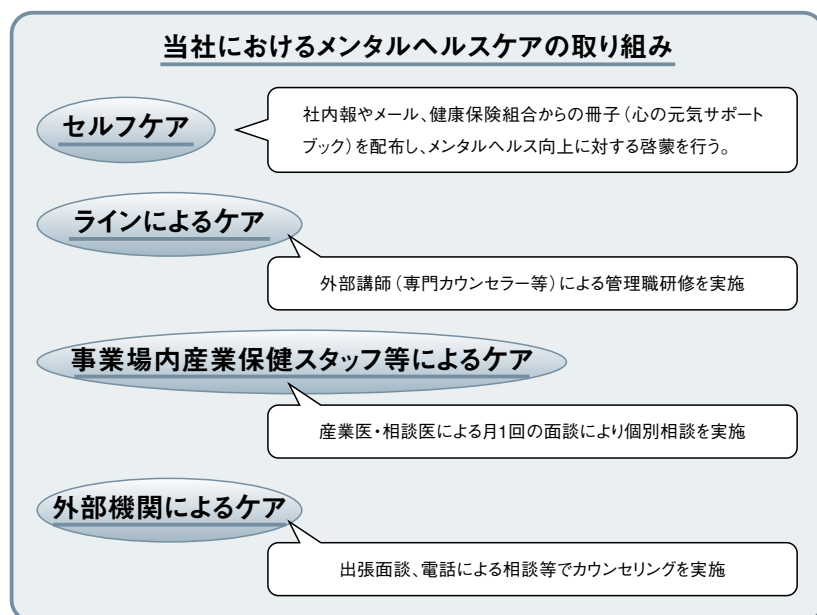 当社におけるメンタルヘルスケアの取り組み
セルフケア
社内報やメール、健康保険組合からの冊子（心の元気サポート
ブック）を配布し、メンタルヘルス向上に対する啓蒙を行う。
ラインによるケア
外部講師（専門カウンセラー等）による管理職研修を実施
事業場内産業保健スタッフ等によるケア
産業医・相談医による月1回の面談により個別相談を実施
外部機関によるケア
出張面談、電話による相談等でカウンセリングを実施